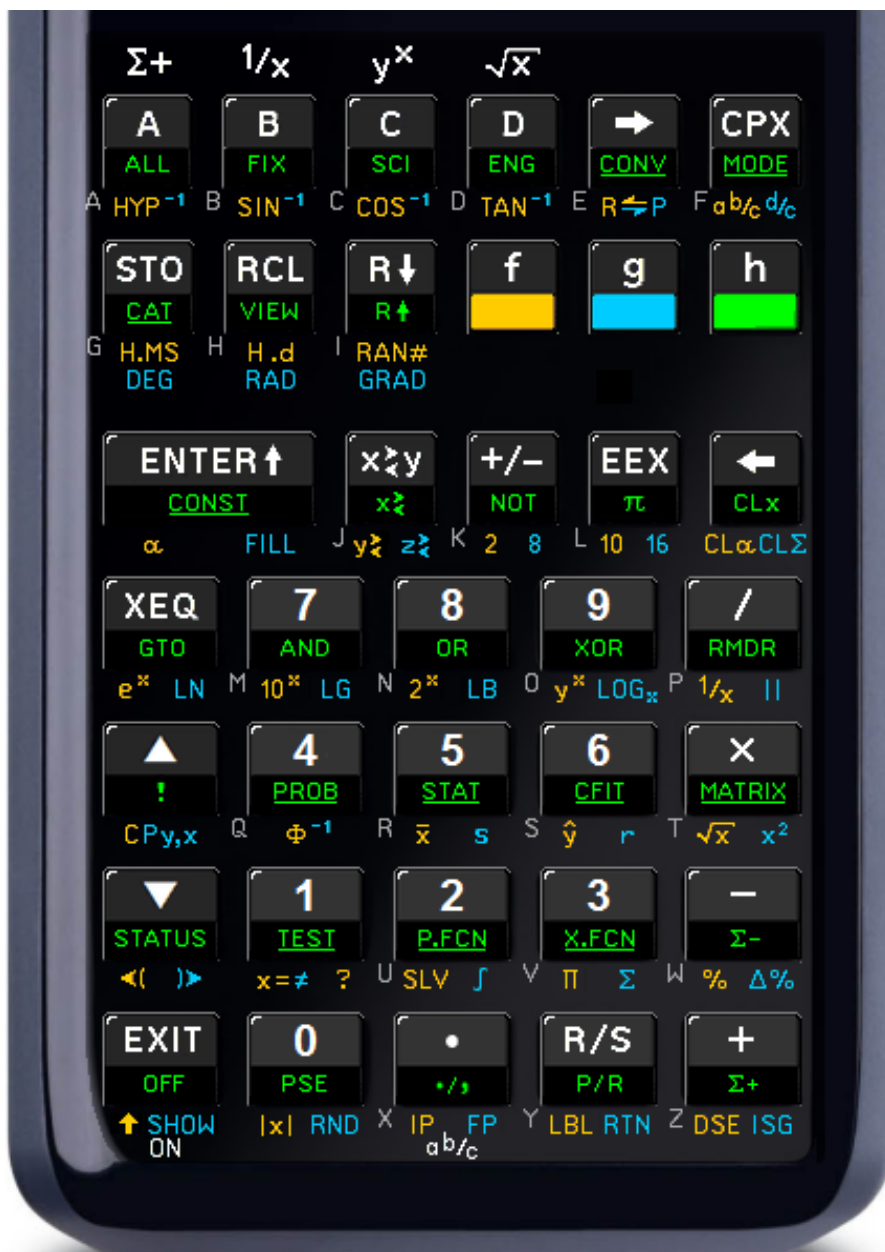 Σ+ 1/x yˣ √x
A B C D ➡ CPX
ALL FIX SCI ENG CONV MODE
A HYP⁻¹ B SIN⁻¹ C COS⁻¹ D TAN⁻¹ E R⇆P F a b/c d/c
STO RCL R↓ f g h
CAT VIEW R↑
G H.MS H H.d I RAN#
DEG RAD GRAD
ENTER↑ x≷y +/− EEX ⬅
CONST x≷ NOT π CLx
α FILL J y≷ z≷ K 2 8 L 10 16 CLα CLΣ
XEQ 7 8 9 /
GTO AND OR XOR RMDR
eˣ LN M 10ˣ LG N 2ˣ LB O yˣ LOGₓ P 1/x ||
▲ 4 5 6 ×
! PROB STAT CFIT MATRIX
CPy,x Q Φ⁻¹ R x̄ s S ŷ r T √x x²
▼ 1 2 3 −
STATUS TEST P.FCN X.FCN Σ−
◄( )► x=≠ ? U SLV ∫ V Π Σ W % Δ%
EXIT 0 . R/S +
OFF PSE ./, P/R Σ+
↑ SHOW |x| RND X IP FP Y LBL RTN Z DSE ISG
ON a b/c